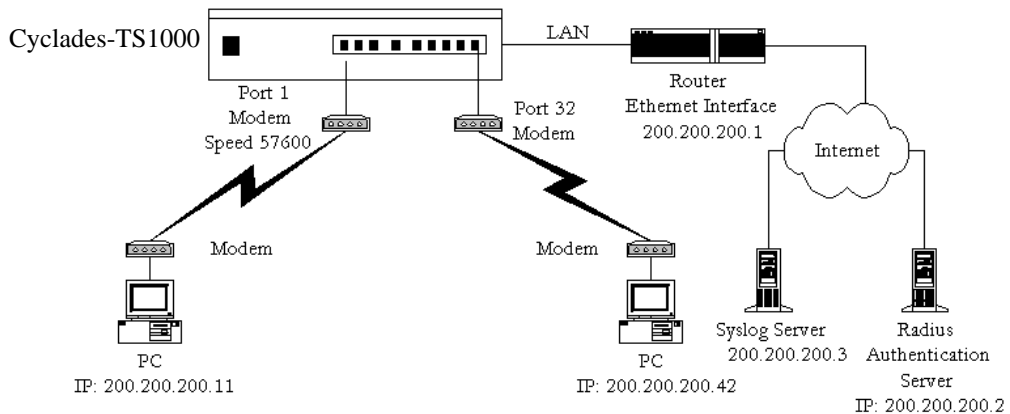 Cyclades-TS1000
LAN
Router
Ethernet Interface
200.200.200.1
Port 1
Modem
Speed 57600
Port 32
Modem
Internet
Modem
Modem
PC
IP: 200.200.200.11
PC
IP: 200.200.200.42
Syslog Server
200.200.200.3
Radius
Authentication
Server
IP: 200.200.200.2